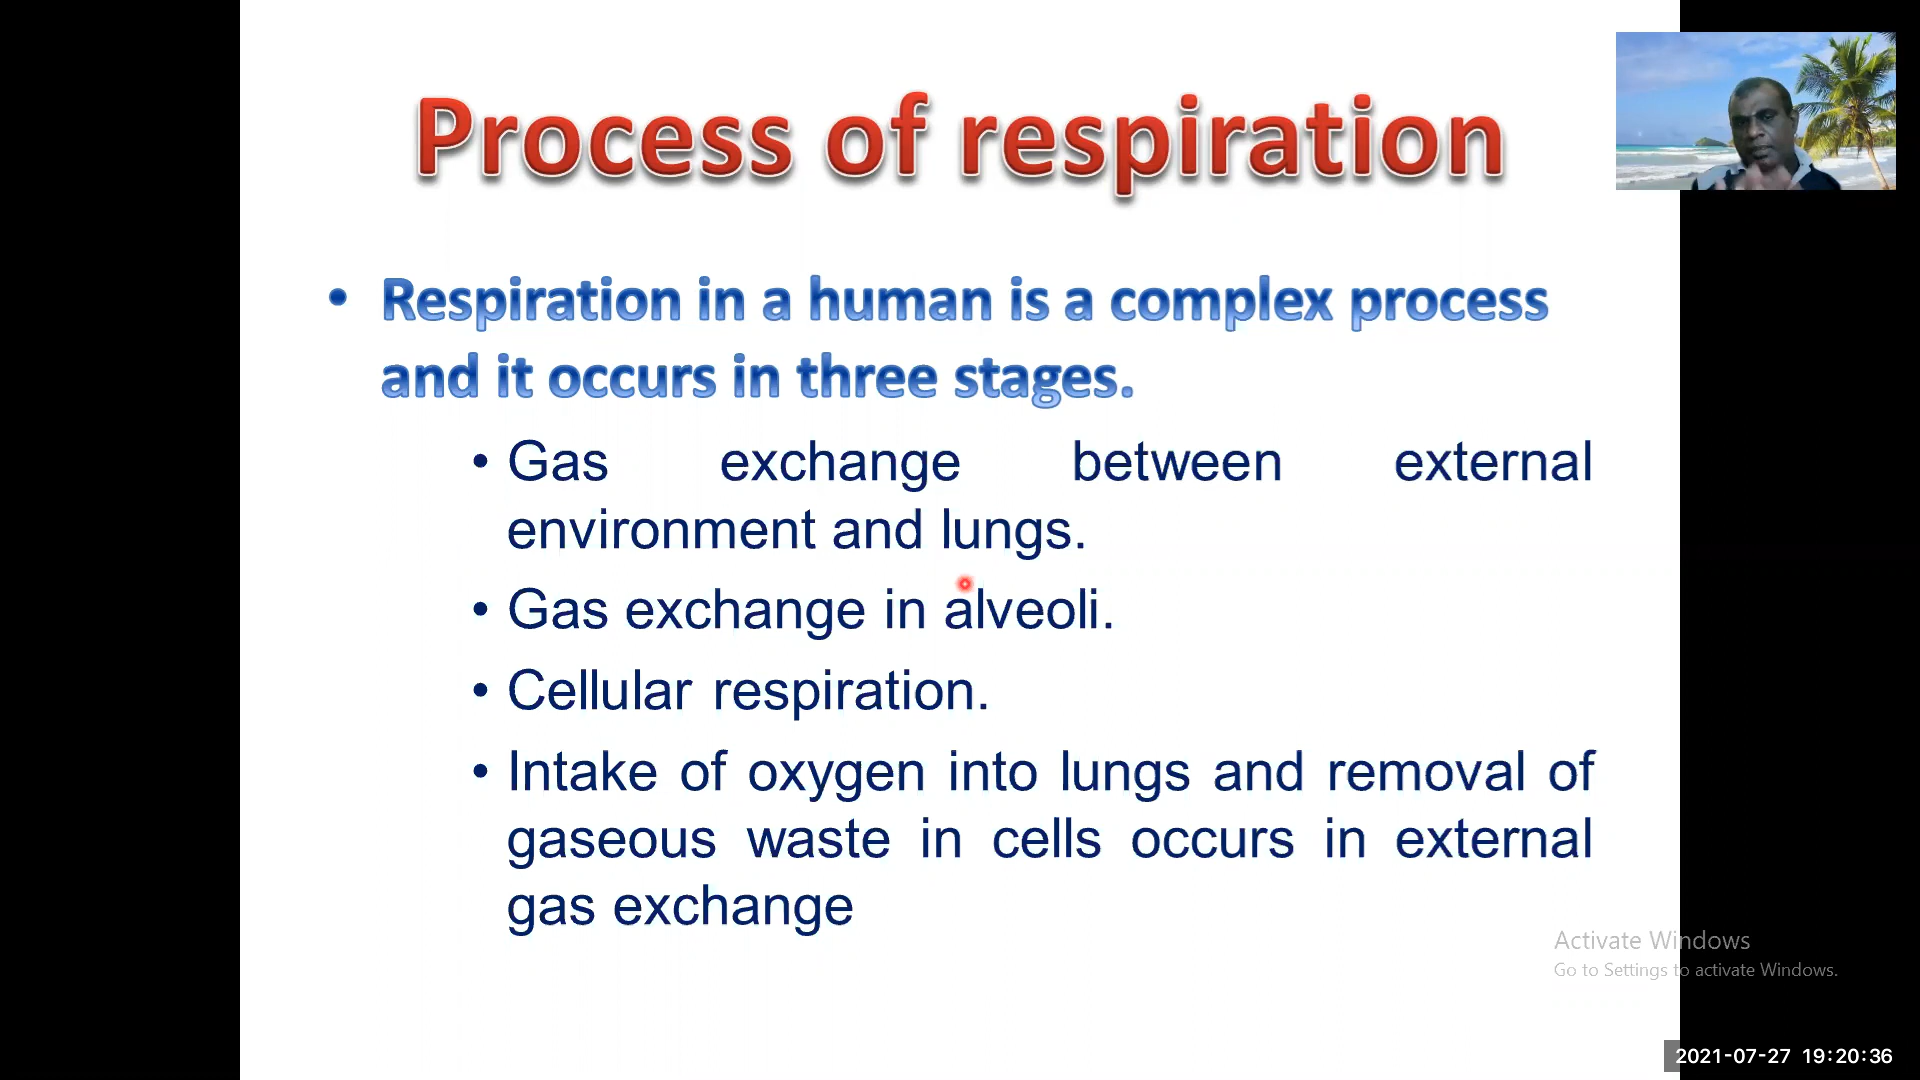 Process of respiration
• Respiration in a human is a complex process
and it occurs in three stages.
• Gas exchange between external
environment and lungs.
• Gas exchange in alveoli.
• Cellular respiration.
• Intake of oxygen into lungs and removal of
gaseous waste in cells occurs in external
gas exchange
Activate Windows
Go to Settings to activate Windows.
2021-07-27 19:20:36